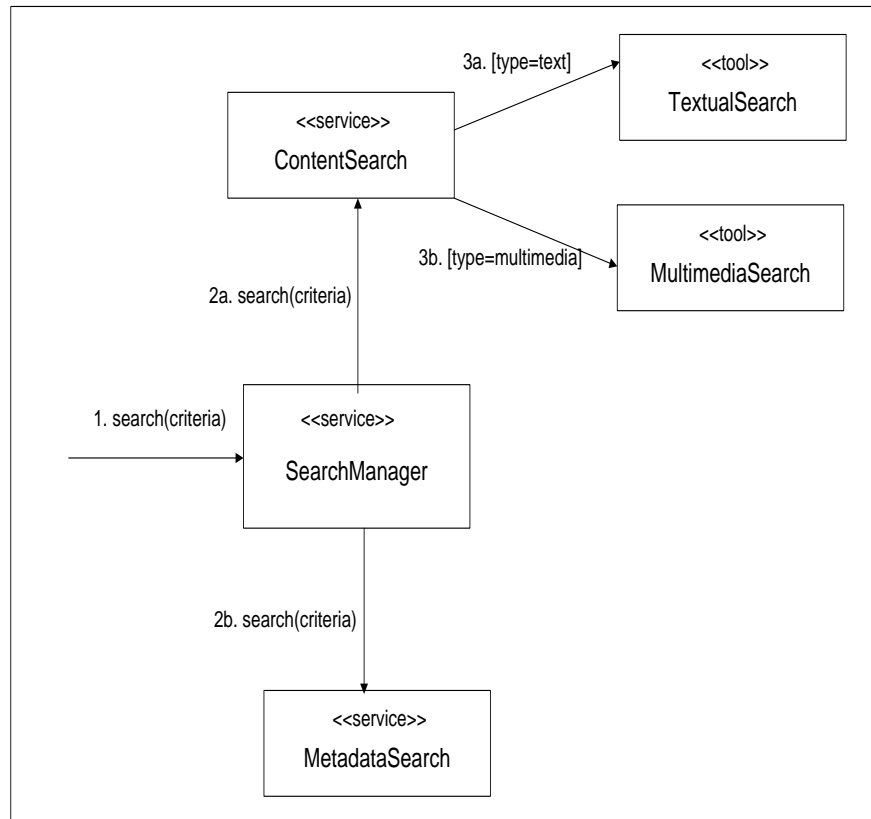 3a. [type=text]
<<tool>>
TextualSearch
<<service>>
ContentSearch
<<tool>>
MultimediaSearch
3b. [type=multimedia]
2a. search(criteria)
1. search(criteria)
<<service>>
SearchManager
2b. search(criteria)
<<service>>
MetadataSearch